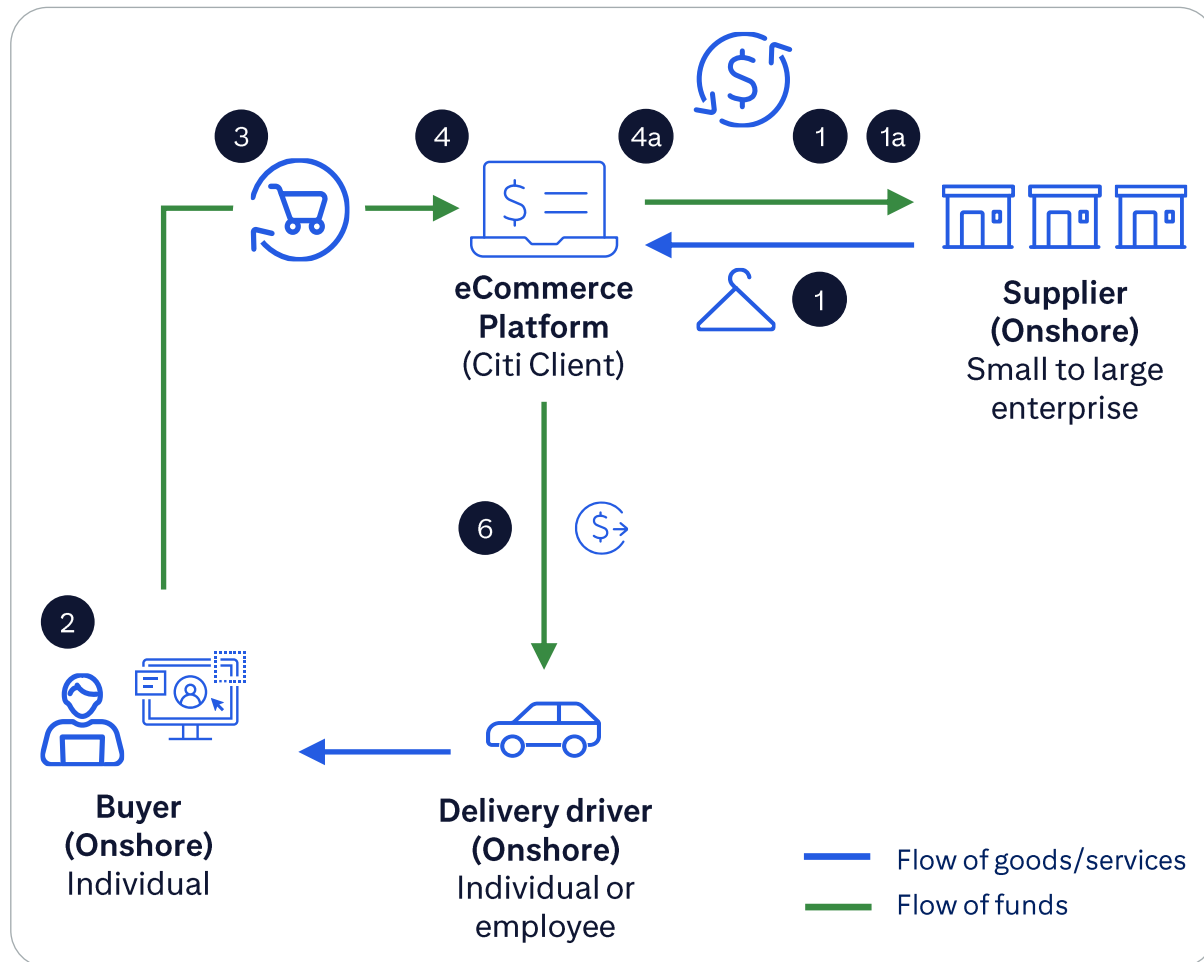 3
4
4a
1
1a
$
$
eCommerce
Platform
(Citi Client)
1
Supplier
(Onshore)
Small to large
enterprise
6
$
2
Buyer
(Onshore)
Individual
Delivery driver
(Onshore)
Individual or
employee
Flow of goods/services
Flow of funds